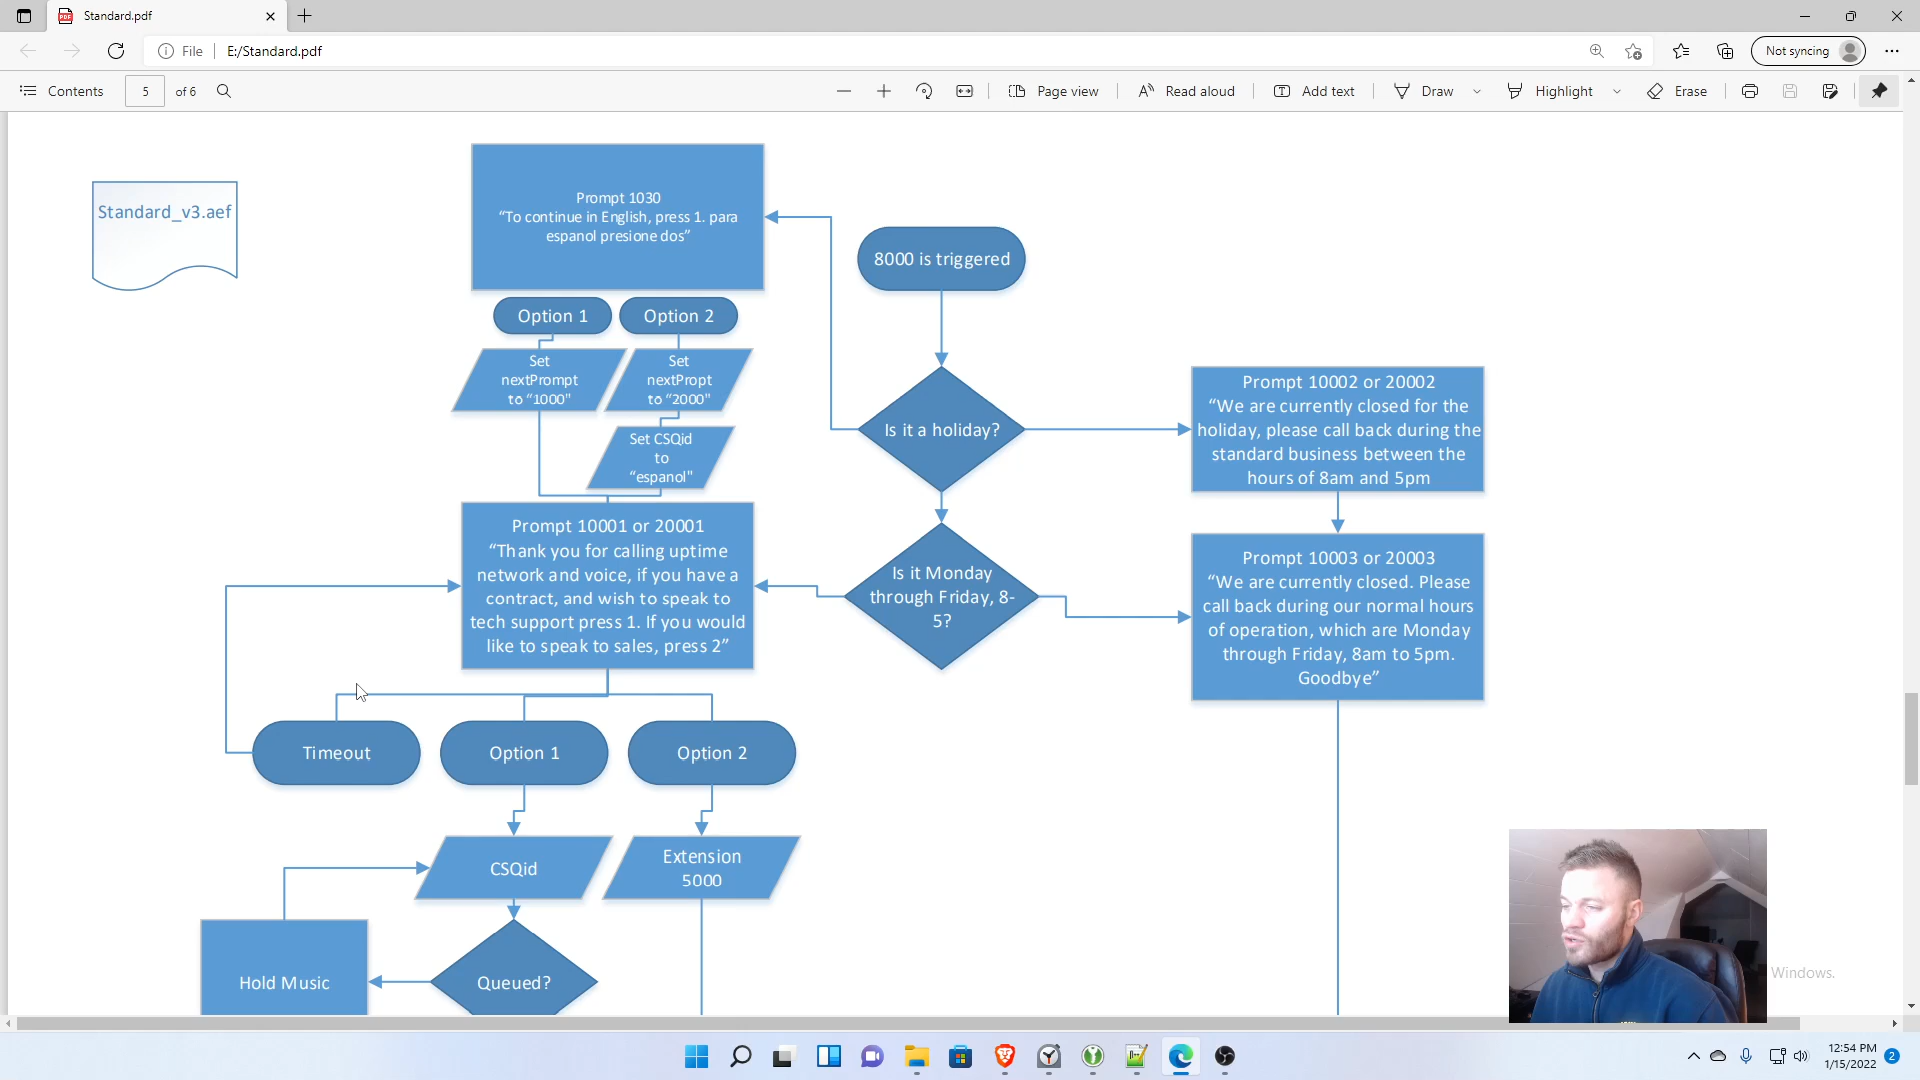 Standard.pdf
File
E:/Standard.pdf
Not syncing
Contents
5
of 6
Page view
Read aloud
Add text
Draw
Highlight
Erase
Standard_v3.aef
Prompt 1030
“To continue in English, press 1. para
espanol presione dos”
8000 is triggered
Option 1
Option 2
Set
nextPrompt
to “1000"
Set
nextPropt
to “2000"
Set CSQid
to
“espanol"
Is it a holiday?
Prompt 10002 or 20002
“We are currently closed for the
holiday, please call back during the
standard business between the
hours of 8am and 5pm
Prompt 10001 or 20001
“Thank you for calling uptime
network and voice, if you have a
contract, and wish to speak to
tech support press 1. If you would
like to speak to sales, press 2”
Is it Monday
through Friday, 8-
5?
Prompt 10003 or 20003
“We are currently closed. Please
call back during our normal hours
of operation, which are Monday
through Friday, 8am to 5pm.
Goodbye”
Timeout
Option 1
Option 2
CSQid
Extension
5000
Hold Music
Queued?
Windows.
12:54 PM
1/15/2022
2